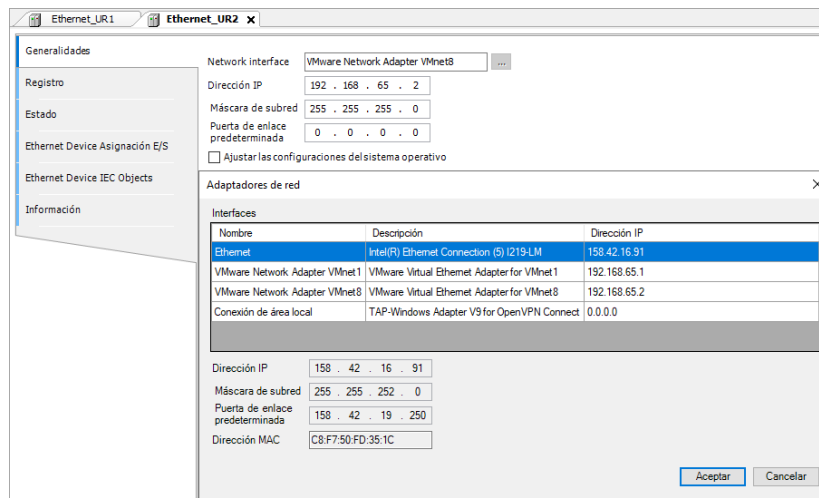 Ethernet_UR1 Ethernet_UR2 X
Generalidades
Registro
Estado
Ethernet Device Asignación E/S
Ethernet Device IEC Objects
Información
Network interface VMware Network Adapter VMnet8 ...
Dirección IP 192 . 168 . 65 . 2
Máscara de subred 255 . 255 . 255 . 0
Puerta de enlace
predeterminada 0 . 0 . 0 . 0
Ajustar las configuraciones del sistema operativo
Adaptadores de red X
Interfaces
Nombre Descripción Dirección IP
Ethernet Intel(R) Ethernet Connection (5) I219-LM 158.42.16.91
VMware Network Adapter VMnet1 VMware Virtual Ethernet Adapter for VMnet1 192.168.65.1
VMware Network Adapter VMnet8 VMware Virtual Ethernet Adapter for VMnet8 192.168.65.2
Conexión de área local TAP-Windows Adapter V9 for OpenVPN Connect 0.0.0.0
Dirección IP 158 . 42 . 16 . 91
Máscara de subred 255 . 255 . 252 . 0
Puerta de enlace
predeterminada 158 . 42 . 19 . 250
Dirección MAC C8:F7:50:FD:35:1C
Aceptar Cancelar